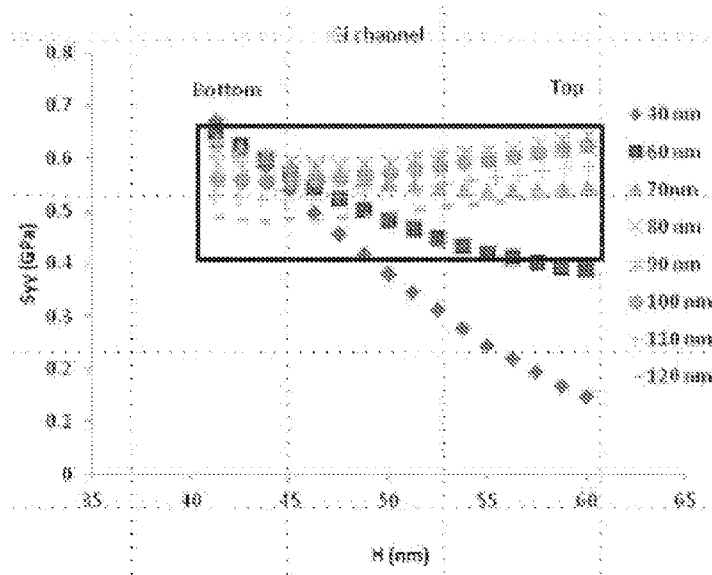 Si channel
0.8
0.7
0.6
0.5
0.4
0.3
0.2
0.1
0
Syy (GPa)
Bottom
Top
30 nm
60 nm
70nm
80 nm
90 nm
100 nm
110 nm
120 nm
35
40
45
50
55
60
65
H (nm)